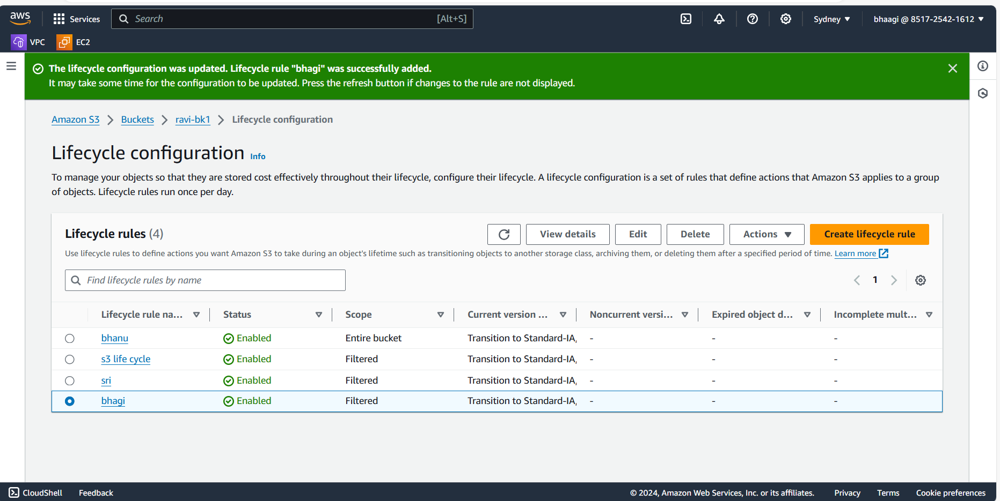 aws
Services
Search
[Alt+S]
Sydney ▼
bhaagi @ 8517-2542-1612 ▼
VPC
EC2
The lifecycle configuration was updated. Lifecycle rule "bhagi" was successfully added.
It may take some time for the configuration to be updated. Press the refresh button if changes to the rule are not displayed.
Amazon S3 > Buckets > ravi-bk1 > Lifecycle configuration
Lifecycle configuration Info
To manage your objects so that they are stored cost effectively throughout their lifecycle, configure their lifecycle. A lifecycle configuration is a set of rules that define actions that Amazon S3 applies to a group
of objects. Lifecycle rules run once per day.
Lifecycle rules (4)
View details
Edit
Delete
Actions ▼
Create lifecycle rule
Use lifecycle rules to define actions you want Amazon S3 to take during an object's lifetime such as transitioning objects to another storage class, archiving them, or deleting them after a specified period of time. Learn more
Find lifecycle rules by name
< 1 >
Lifecycle rule na... Status Scope Current version ... Noncurrent versi... Expired object d... Incomplete mult...
bhanu Enabled Entire bucket Transition to Standard-IA, - - -
s3 life cycle Enabled Filtered Transition to Standard-IA, - - -
sri Enabled Filtered Transition to Standard-IA, - - -
bhagi Enabled Filtered Transition to Standard-IA, - - -
CloudShell
Feedback
© 2024, Amazon Web Services, Inc. or its affiliates.
Privacy
Terms
Cookie preferences